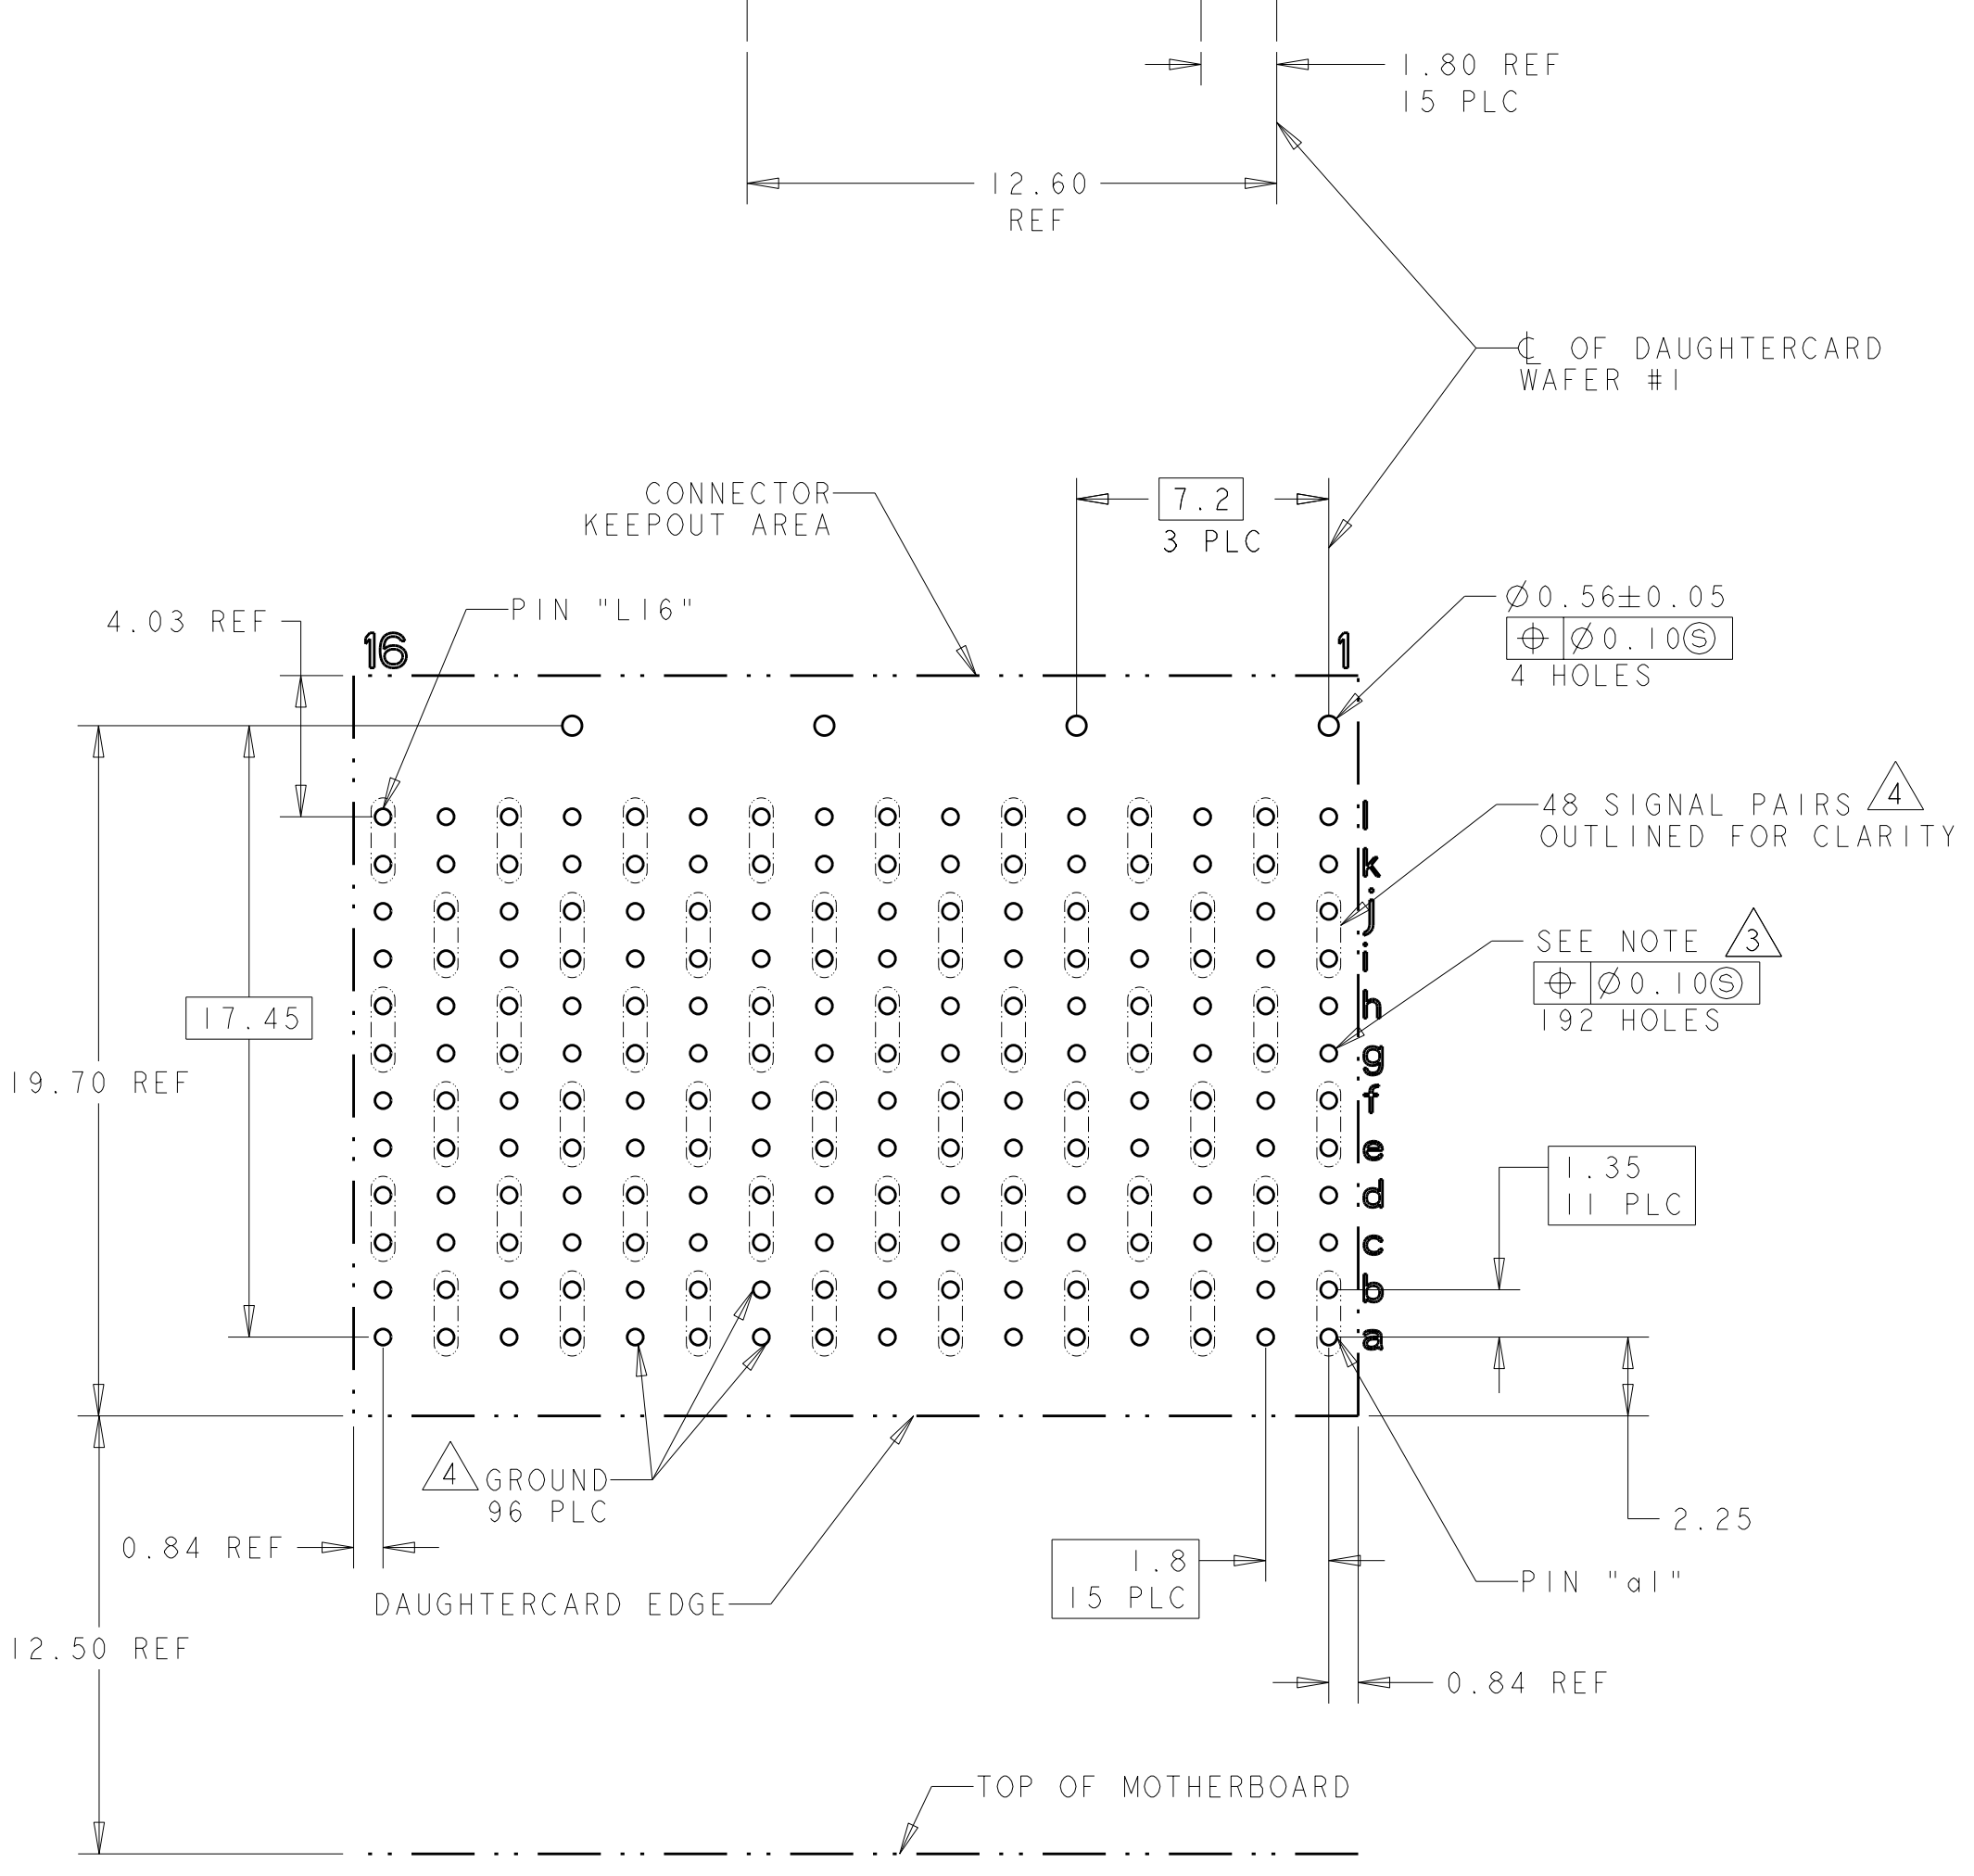 1.80 REF
15 PLC
12.60
REF
℄ OF DAUGHTERCARD
WAFER #1
CONNECTOR
KEEPOUT AREA
7.2
3 PLC
4.03 REF
PIN "L16"
Ø0.56±0.05
⌖ Ø0.10Ⓢ
4 HOLES
16
1
48 SIGNAL PAIRS 4
OUTLINED FOR CLARITY
l
k
j
i
h
g
f
e
d
c
b
a
SEE NOTE 3
⌖ Ø0.10Ⓢ
192 HOLES
17.45
19.70 REF
1.35
11 PLC
4 GROUND
96 PLC
2.25
0.84 REF
1.8
15 PLC
PIN "a1"
DAUGHTERCARD EDGE
12.50 REF
0.84 REF
TOP OF MOTHERBOARD